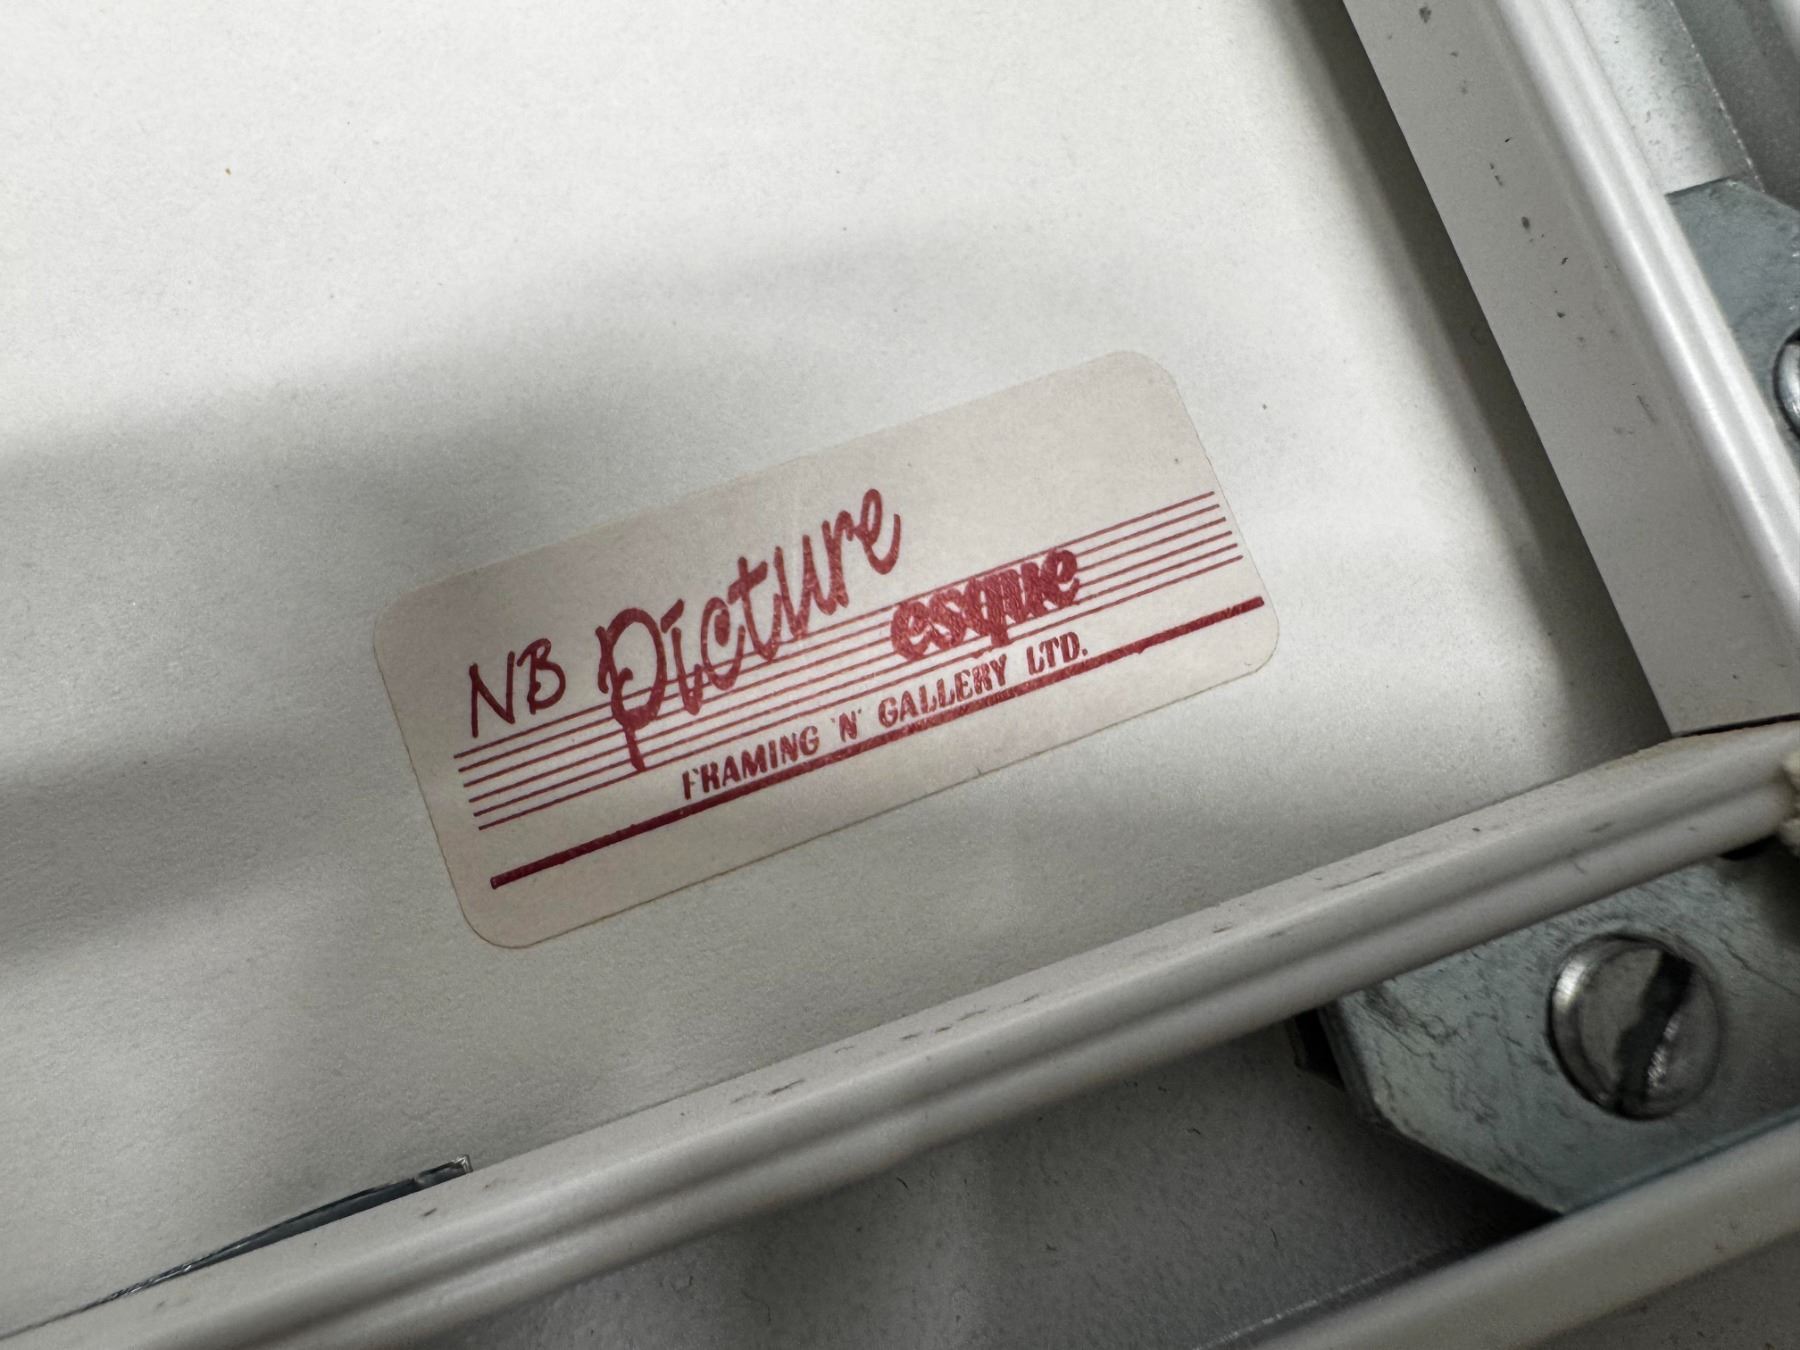 NB Picture
esque
FRAMING 'N' GALLERY LTD.